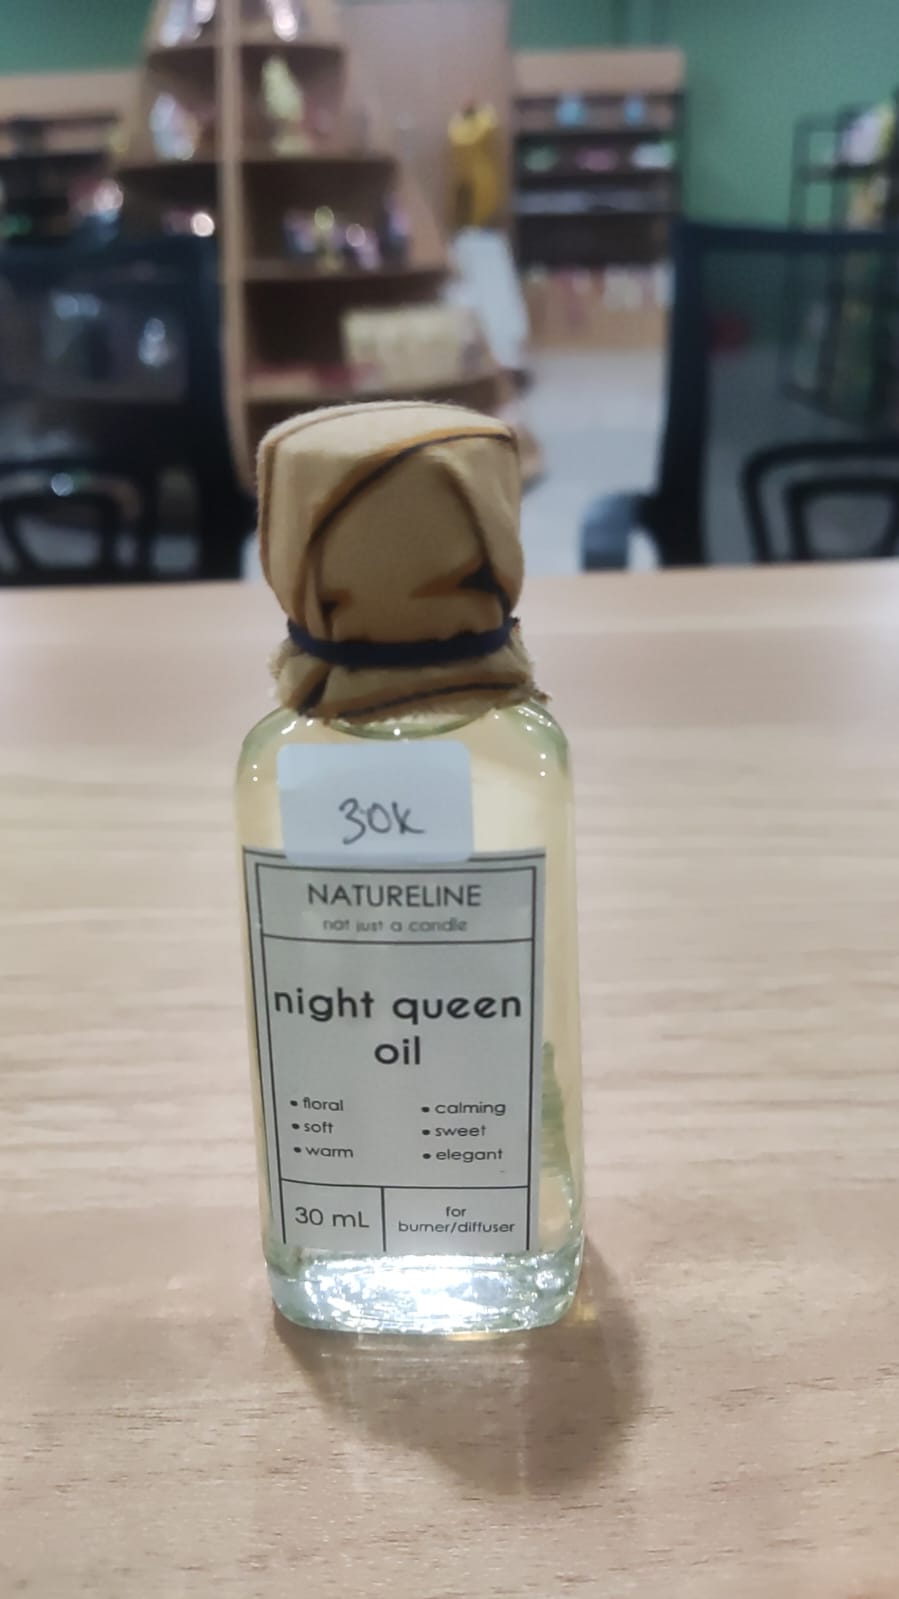 30K
NATURELINE
not just a candle
night queen
oil
• floral
• soft
• warm
• calming
• sweet
• elegant
30 mL
for
burner/diffuser